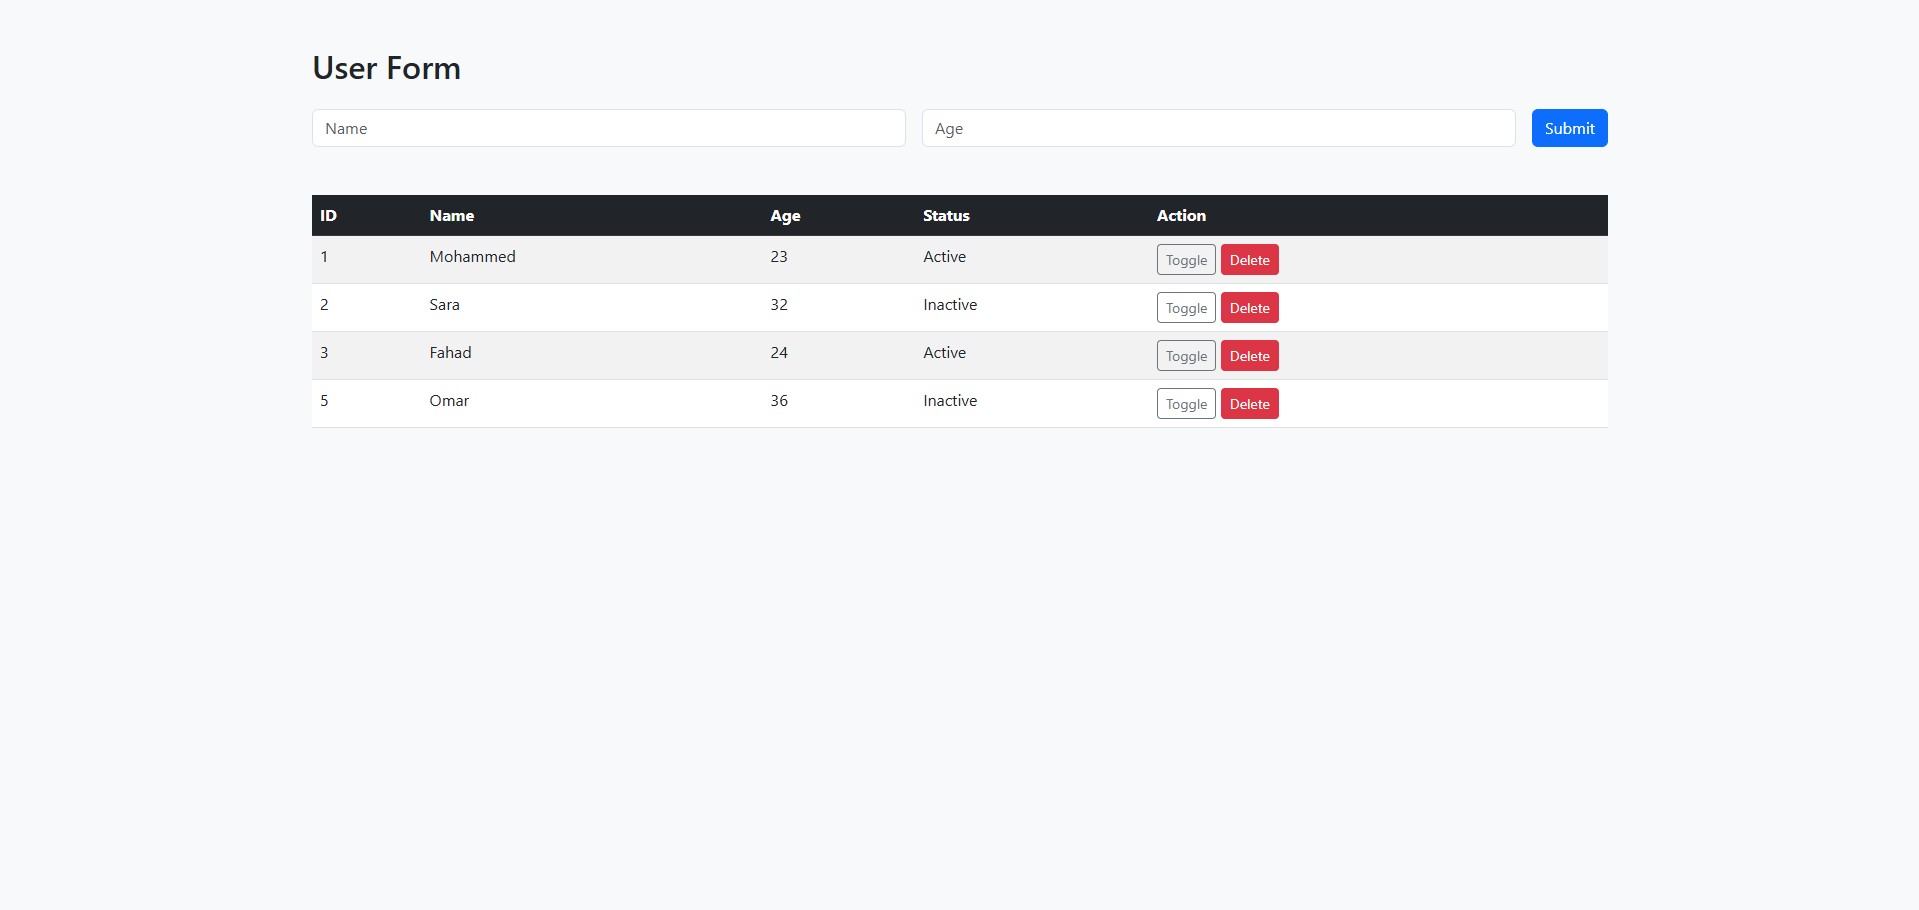 User Form
Name Age Submit
ID Name Age Status Action
1 Mohammed 23 Active Toggle Delete
2 Sara 32 Inactive Toggle Delete
3 Fahad 24 Active Toggle Delete
5 Omar 36 Inactive Toggle Delete